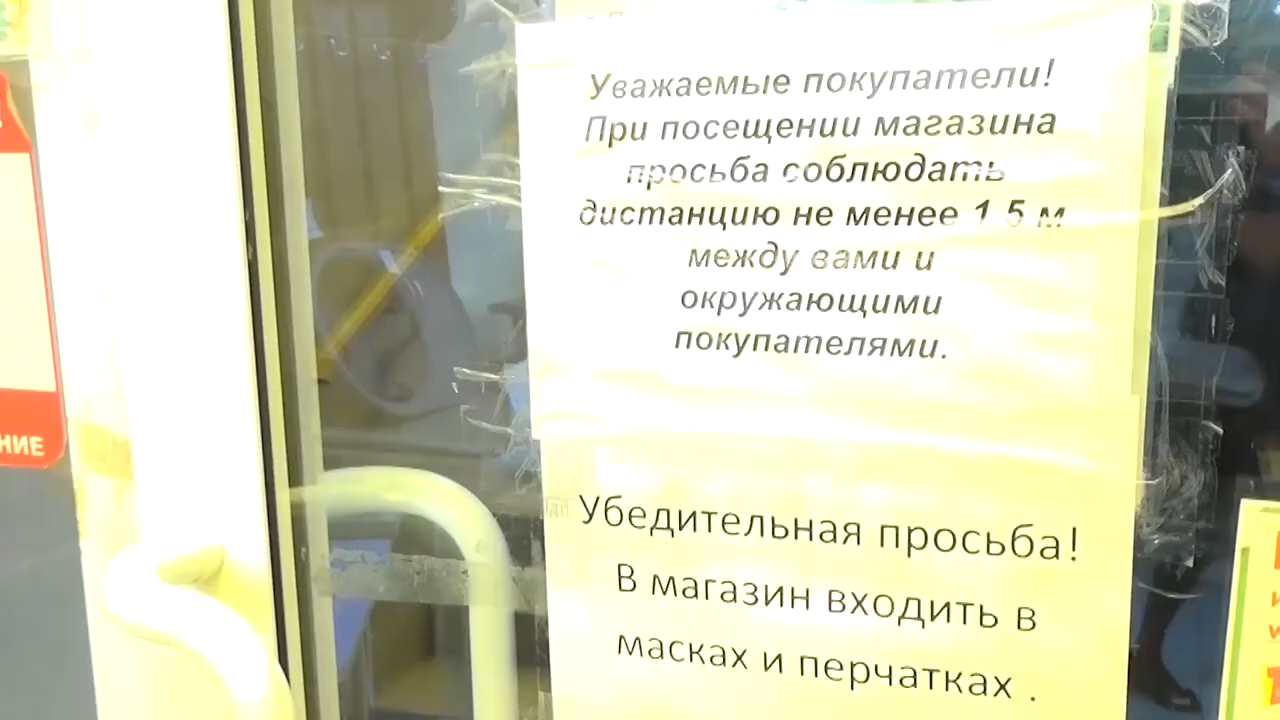 Уважаемые покупатели!
При посещении магазина
просьба соблюдать
дистанцию не менее 1,5 м
между вами и
окружающими
покупателями.
Убедительная просьба!
В магазин входить в
масках и перчатках .